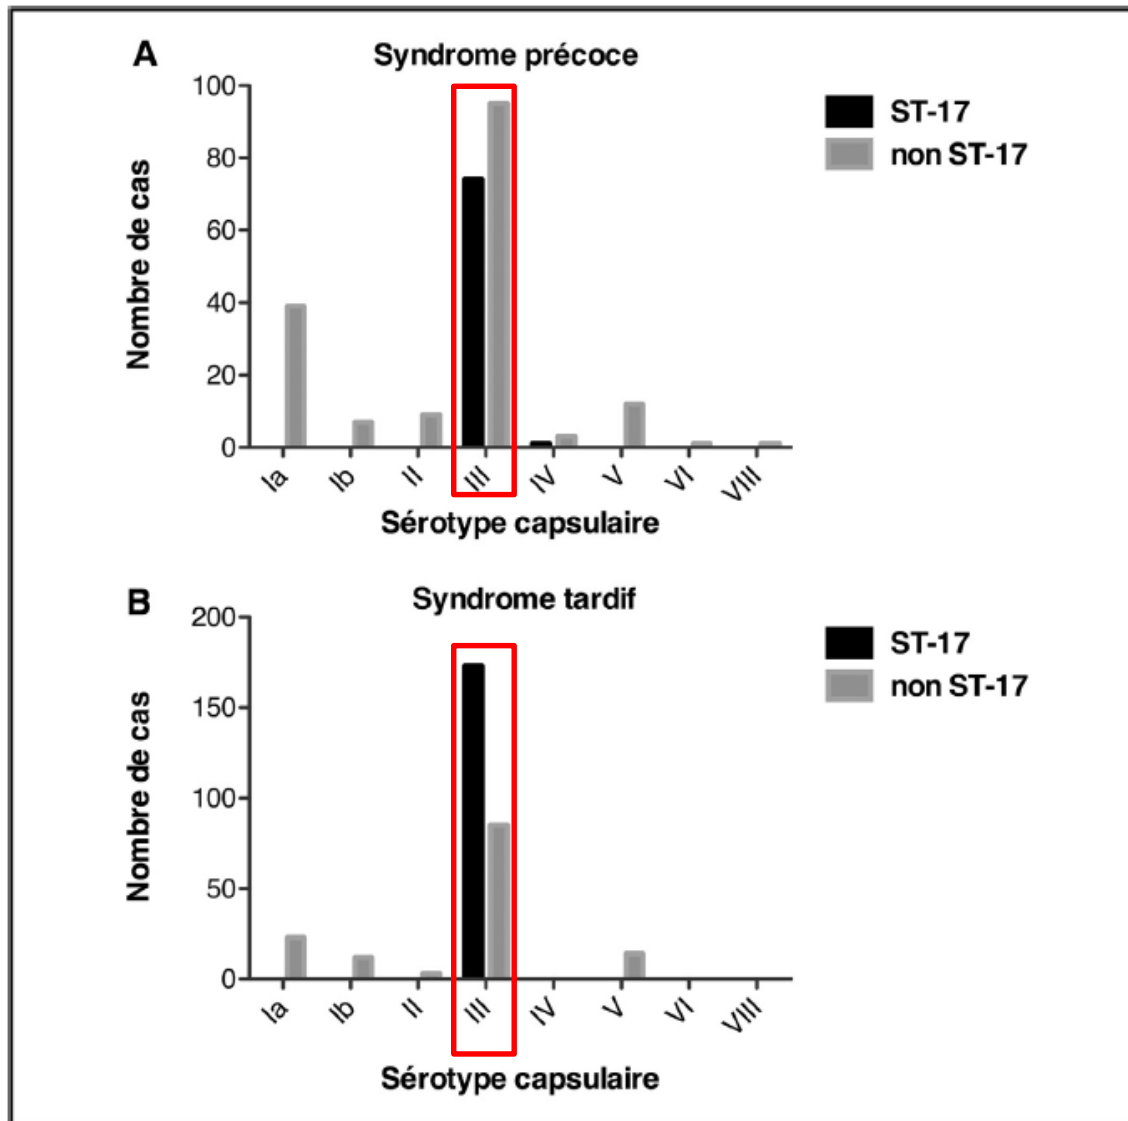 A
Syndrome précoce
ST-17
non ST-17
Nombre de cas
100
80
60
40
20
0
Ia Ib II III IV V VI VIII
Sérotype capsulaire
B
Syndrome tardif
ST-17
non ST-17
Nombre de cas
200
150
100
50
0
Ia Ib II III IV V VI VIII
Sérotype capsulaire